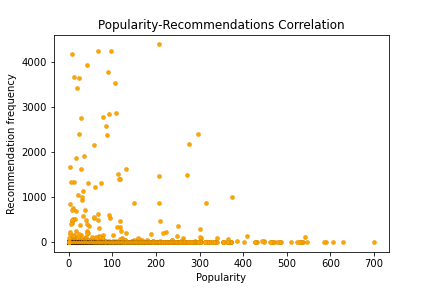 Popularity-Recommendations Correlation
Recommendation frequency
4000
3000
2000
1000
0
0 100 200 300 400 500 600 700
Popularity